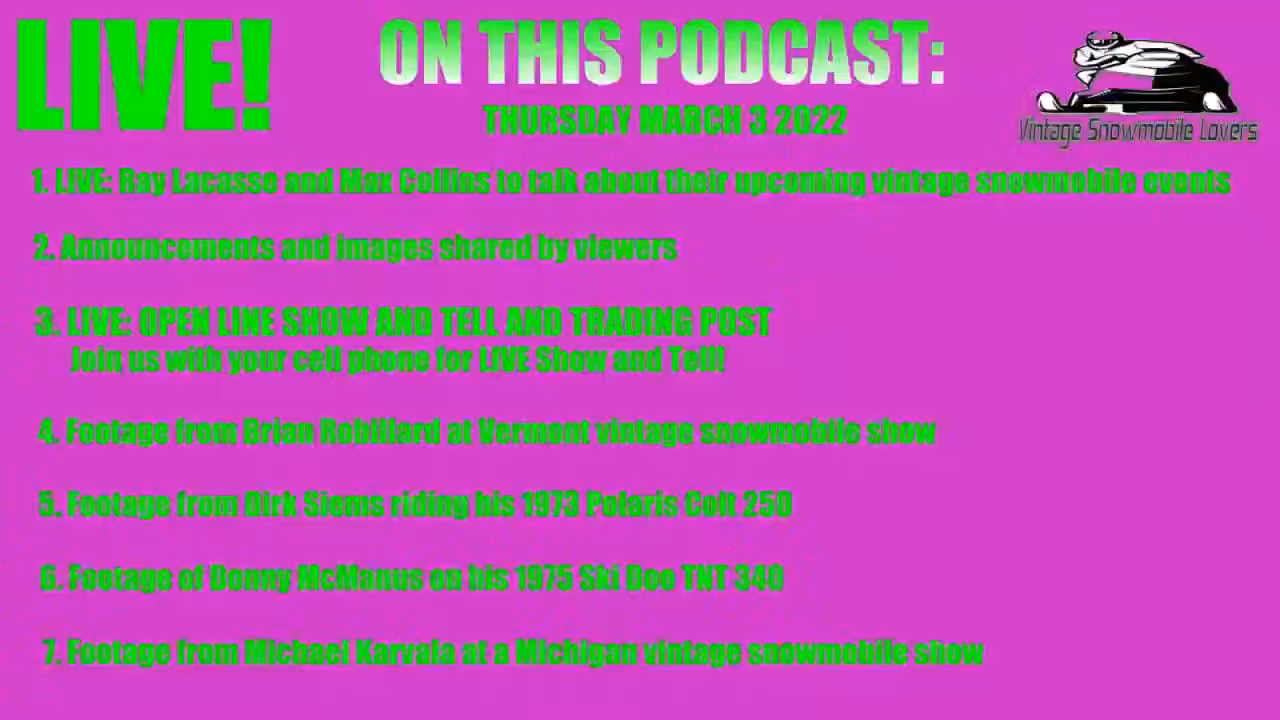 LIVE!
ON THIS PODCAST:
THURSDAY MARCH 3 2022
Vintage Snowmobile Lovers
1. LIVE: Ray Lacasse and Max Collins to talk about their upcoming vintage snowmobile events
2. Announcements and images shared by viewers
3. LIVE: OPEN LINE SHOW AND TELL AND TRADING POST
Join us with your cell phone for LIVE Show and Tell!
4. Footage from Brian Robillard at Vermont vintage snowmobile show
5. Footage from Dirk Siems riding his 1973 Polaris Colt 250
6. Footage of Donny McManus on his 1975 Ski Doo TNT 340
7. Footage from Michael Karvala at a Michigan vintage snowmobile show